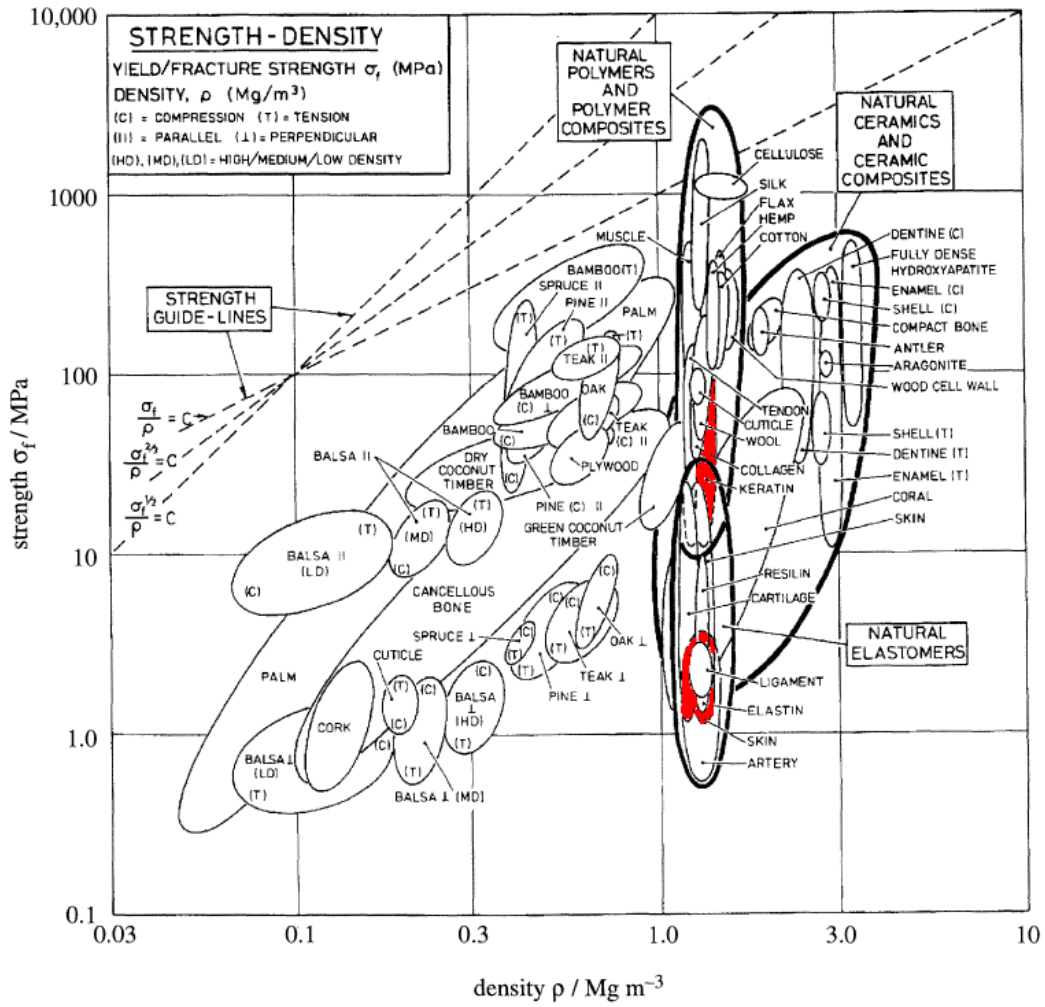 10,000
STRENGTH-DENSITY
YIELD/FRACTURE STRENGTH σf (MPa)
DENSITY, ρ (Mg/m³)
(C) = COMPRESSION (T) = TENSION
(II) = PARALLEL (⊥) = PERPENDICULAR
(HD), (MD), (LD) = HIGH/MEDIUM/LOW DENSITY
NATURAL
POLYMERS
AND
POLYMER
COMPOSITES
NATURAL
CERAMICS
AND
CERAMIC
COMPOSITES
CELLULOSE
SILK
FLAX
HEMP
COTTON
MUSCLE
1000
DENTINE (C)
FULLY DENSE
HYDROXYAPATITE
ENAMEL (C)
SHELL (C)
COMPACT BONE
ANTLER
ARAGONITE
WOOD CELL WALL
STRENGTH
GUIDE-LINES
BAMBOO(T)
SPRUCE II
PINE II
PALM
(T)
(T)
(T)
(T)
TEAK II
100
σf/ρ = C
σf^2/3/ρ = C
σf^1/2/ρ = C
BAMBOO ⊥
(C)
OAK
(C)
BAMBOO
(C)
TEAK
(C) II
TENDON
CUTICLE
WOOL
COLLAGEN
KERATIN
SHELL (T)
DENTINE (T)
ENAMEL (T)
CORAL
SKIN
BALSA II
DRY
COCONUT
TIMBER
(C)
PLYWOOD
PINE (C) II
GREEN COCONUT
TIMBER
(T)
BALSA II
(LD)
(C)
(T)
(MD)
(C)
(T)
(HD)
10
strength σf / MPa
CANCELLOUS
BONE
RESILIN
CARTILAGE
NATURAL
ELASTOMERS
LIGAMENT
ELASTIN
SKIN
ARTERY
SPRUCE ⊥
(C)
(T)
(C)
(C)
(T)
(C)
(T)
OAK ⊥
TEAK ⊥
PINE ⊥
PALM
CUTICLE
(T)
(C)
(C)
(C)
BALSA
⊥
(HD)
(T)
CORK
1.0
BALSA⊥
(LD)
(T)
(C)
(T)
BALSA ⊥ (MD)
0.1
0.03
0.1
0.3
1.0
3.0
10
density ρ / Mg m⁻³